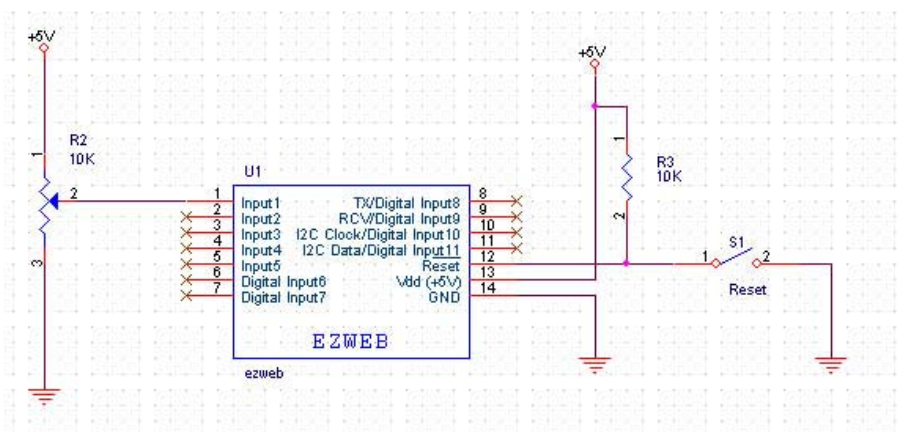 +5V
+5V
R2
10K
1
2
3
U1
1 Input1
2 Input2
3 Input3
4 Input4
5 Input5
6 Digital Input6
7 Digital Input7
TX/Digital Input8 8
RCV/Digital Input9 9
I2C Clock/Digital Input10 10
I2C Data/Digital Input11 11
Reset 12
Vdd (+5V) 13
GND 14
EZWEB
ezweb
1
R3
10K
2
S1
1 2
Reset